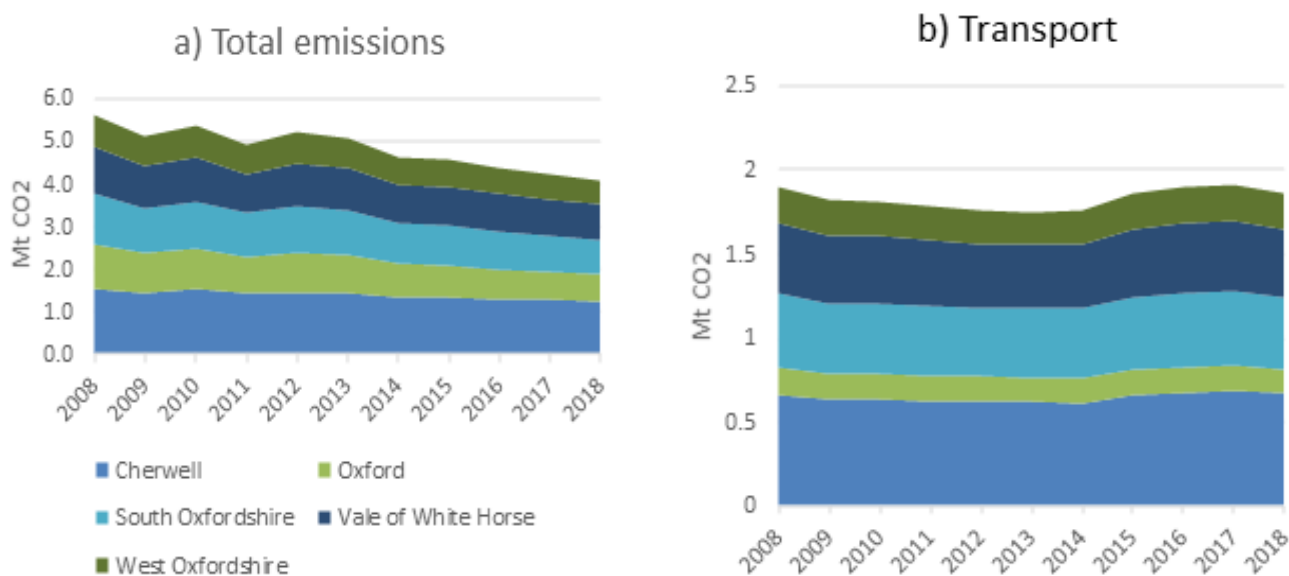 a) Total emissions
6.0
5.0
4.0
3.0
2.0
1.0
0.0
Mt CO2
2008 2009 2010 2011 2012 2013 2014 2015 2016 2017 2018
Cherwell Oxford
South Oxfordshire Vale of White Horse
West Oxfordshire
b) Transport
2.5
2
1.5
1
0.5
0
Mt CO2
2008 2009 2010 2011 2012 2013 2014 2015 2016 2017 2018